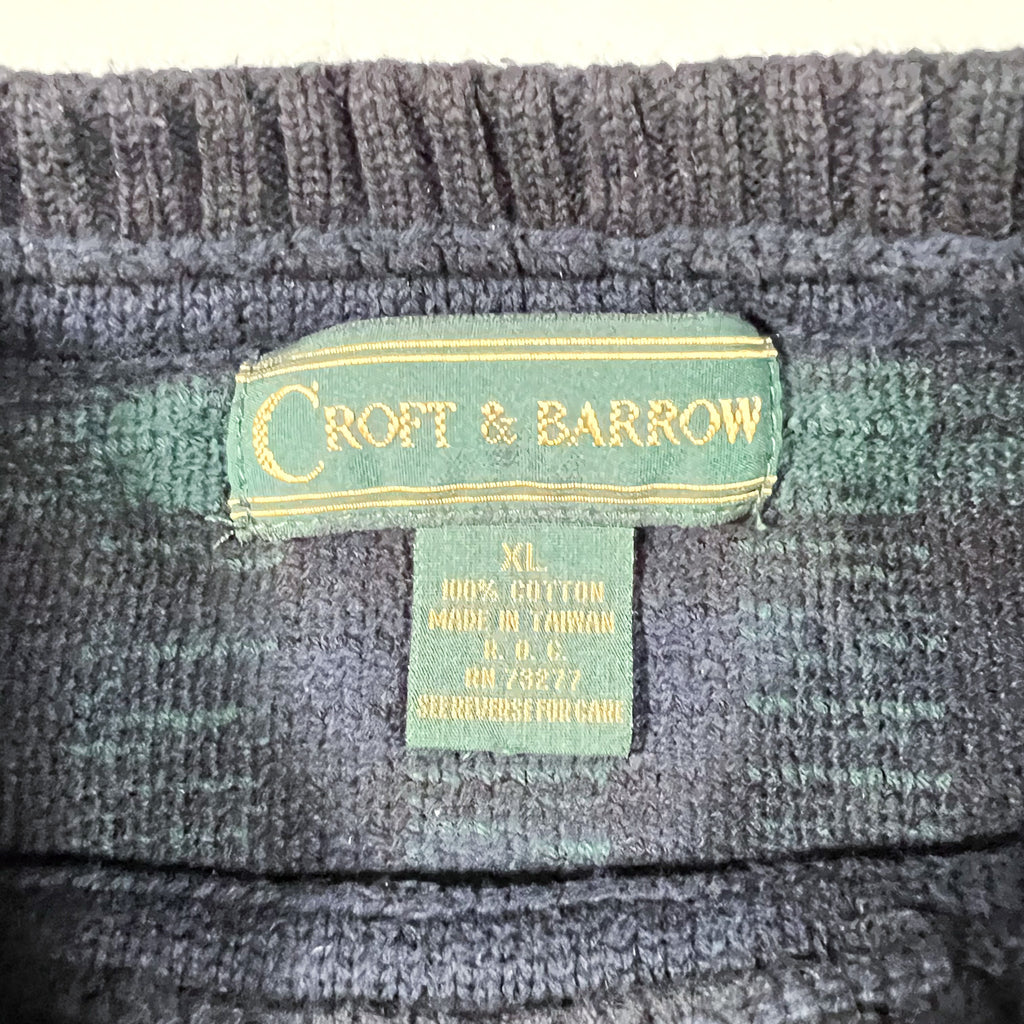 CROFT & BARROW
XL
100% COTTON
MADE IN TAIWAN
R. O. C.
RN 73277
SEE REVERSE FOR CARE